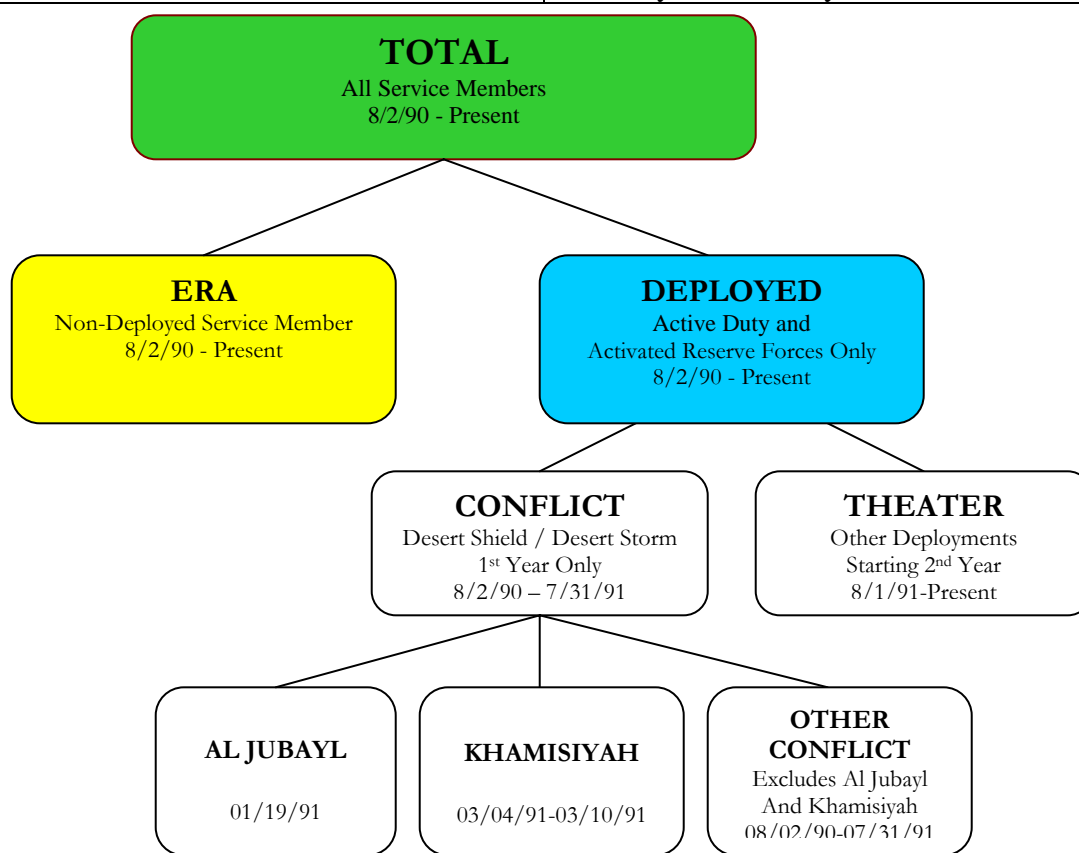 TOTAL
All Service Members
8/2/90 - Present
ERA
Non-Deployed Service Member
8/2/90 - Present
DEPLOYED
Active Duty and
Activated Reserve Forces Only
8/2/90 - Present
CONFLICT
Desert Shield / Desert Storm
1st Year Only
8/2/90 – 7/31/91
THEATER
Other Deployments
Starting 2nd Year
8/1/91-Present
AL JUBAYL
01/19/91
KHAMISIYAH
03/04/91-03/10/91
OTHER
CONFLICT
Excludes Al Jubayl
And Khamisiyah
08/02/90-07/31/91